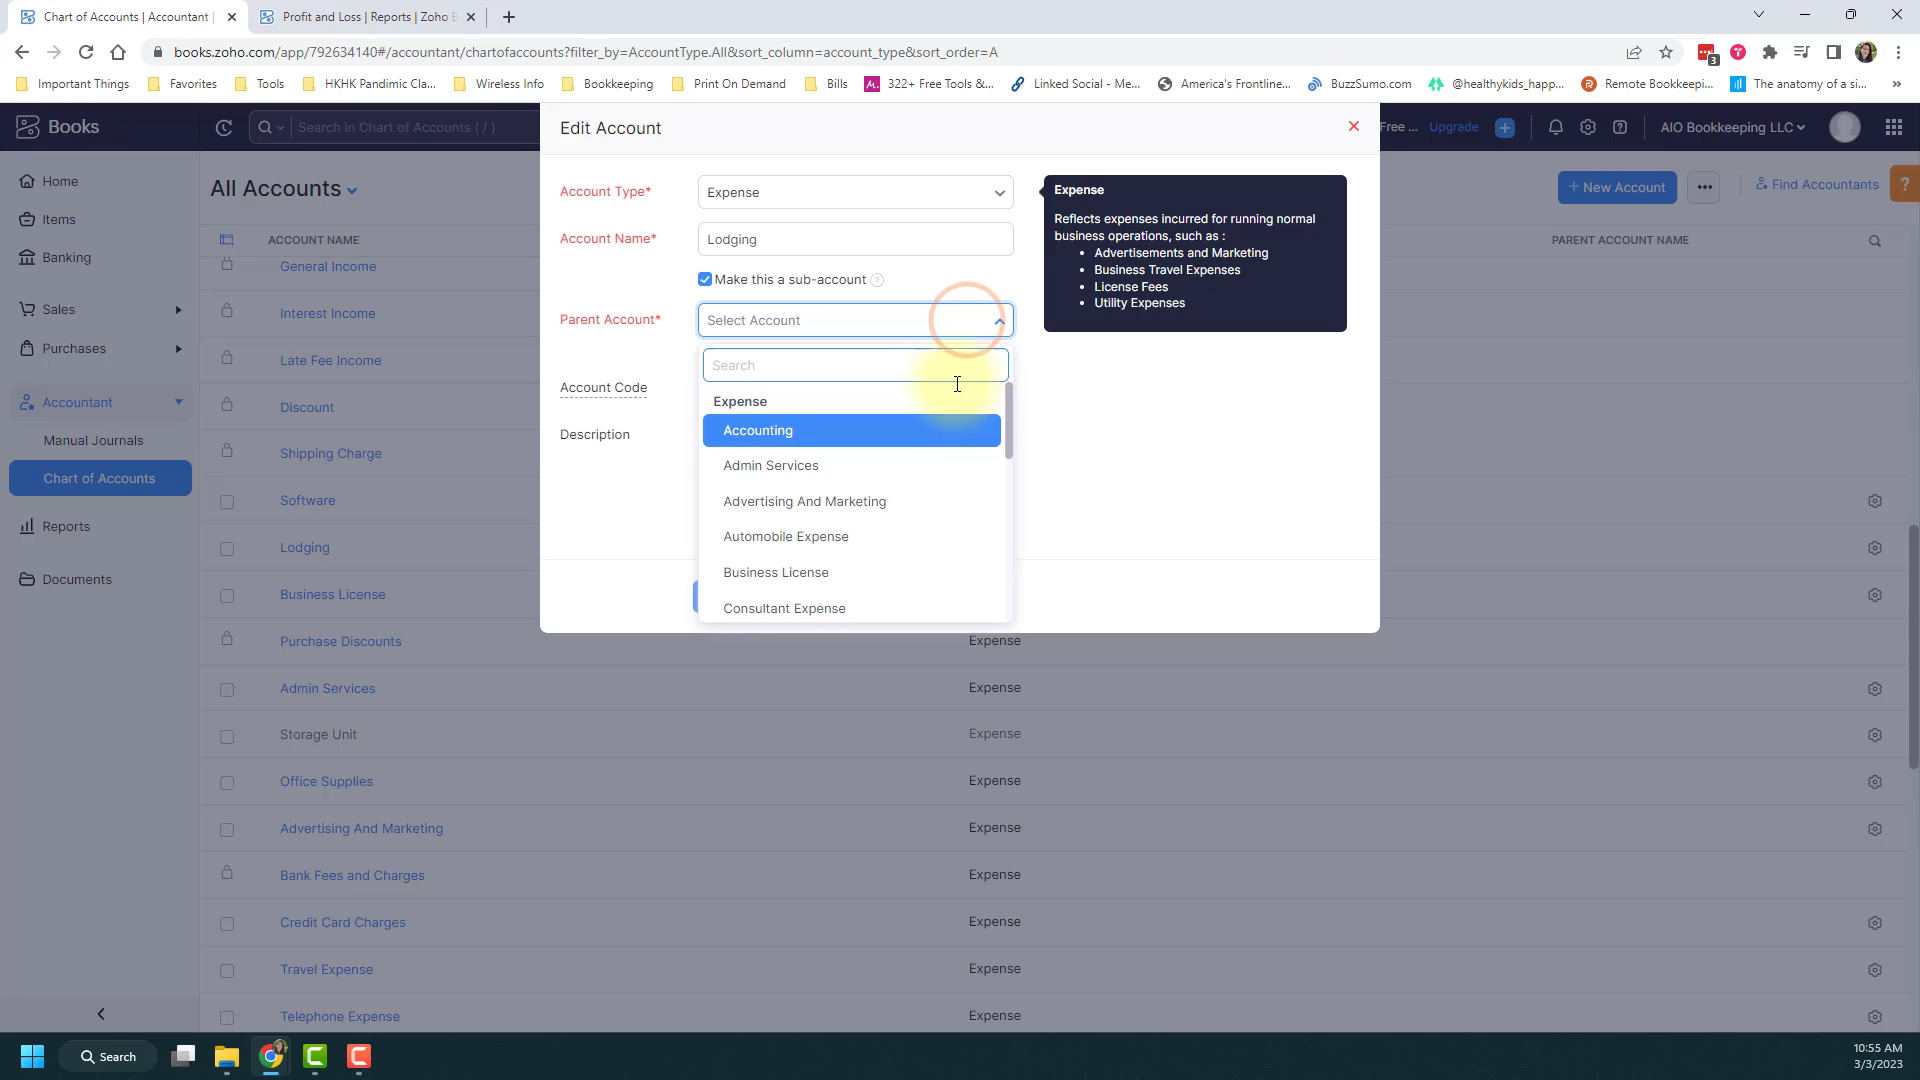 Chart of Accounts | Accountant |
Profit and Loss | Reports | Zoho B
books.zoho.com/app/792634140#/accountant/chartofaccounts?filter_by=AccountType.All&sort_column=account_type&sort_order=A
3
Important Things
Favorites
Tools
HKHK Pandimic Cla...
Wireless Info
Bookkeeping
Print On Demand
Bills
322+ Free Tools &...
Linked Social - Me...
America's Frontline...
BuzzSumo.com
@healthykids_happ...
Remote Bookkeepi...
The anatomy of a si...
Books
Search in Chart of Accounts ( / )
Free ...
Upgrade
AIO Bookkeeping LLC
Home
Items
Banking
Sales
Purchases
Accountant
Manual Journals
Chart of Accounts
Reports
Documents
All Accounts
+ New Account
Find Accountants
?
ACCOUNT NAME
PARENT ACCOUNT NAME
General Income
Interest Income
Late Fee Income
Discount
Shipping Charge
Software
Lodging
Business License
Purchase Discounts
Expense
Admin Services
Expense
Storage Unit
Expense
Office Supplies
Expense
Advertising And Marketing
Expense
Bank Fees and Charges
Expense
Credit Card Charges
Expense
Travel Expense
Expense
Telephone Expense
Expense
Edit Account
Account Type*
Expense
Account Name*
Lodging
Make this a sub-account
Parent Account*
Select Account
Search
Account Code
Description
Expense
Accounting
Admin Services
Advertising And Marketing
Automobile Expense
Business License
Consultant Expense
Expense
Reflects expenses incurred for running normal
business operations, such as :
• Advertisements and Marketing
• Business Travel Expenses
• License Fees
• Utility Expenses
Search
10:55 AM
3/3/2023